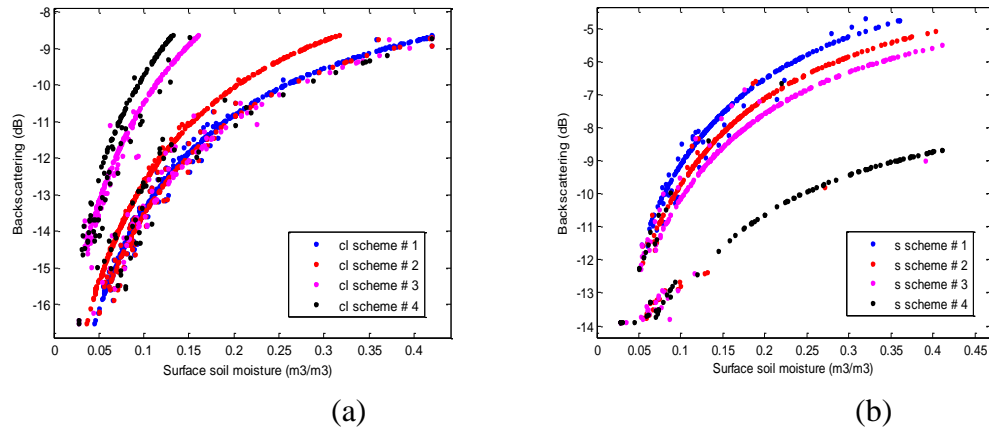 -8
-9
-10
-11
-12
-13
-14
-15
-16
Backscattering (dB)
0 0.05 0.1 0.15 0.2 0.25 0.3 0.35 0.4
Surface soil moisture (m3/m3)
cl scheme # 1
cl scheme # 2
cl scheme # 3
cl scheme # 4
(a)
-5
-6
-7
-8
-9
-10
-11
-12
-13
-14
Backscattering (dB)
0 0.05 0.1 0.15 0.2 0.25 0.3 0.35 0.4 0.45
Surface soil moisture (m3/m3)
s scheme # 1
s scheme # 2
s scheme # 3
s scheme # 4
(b)